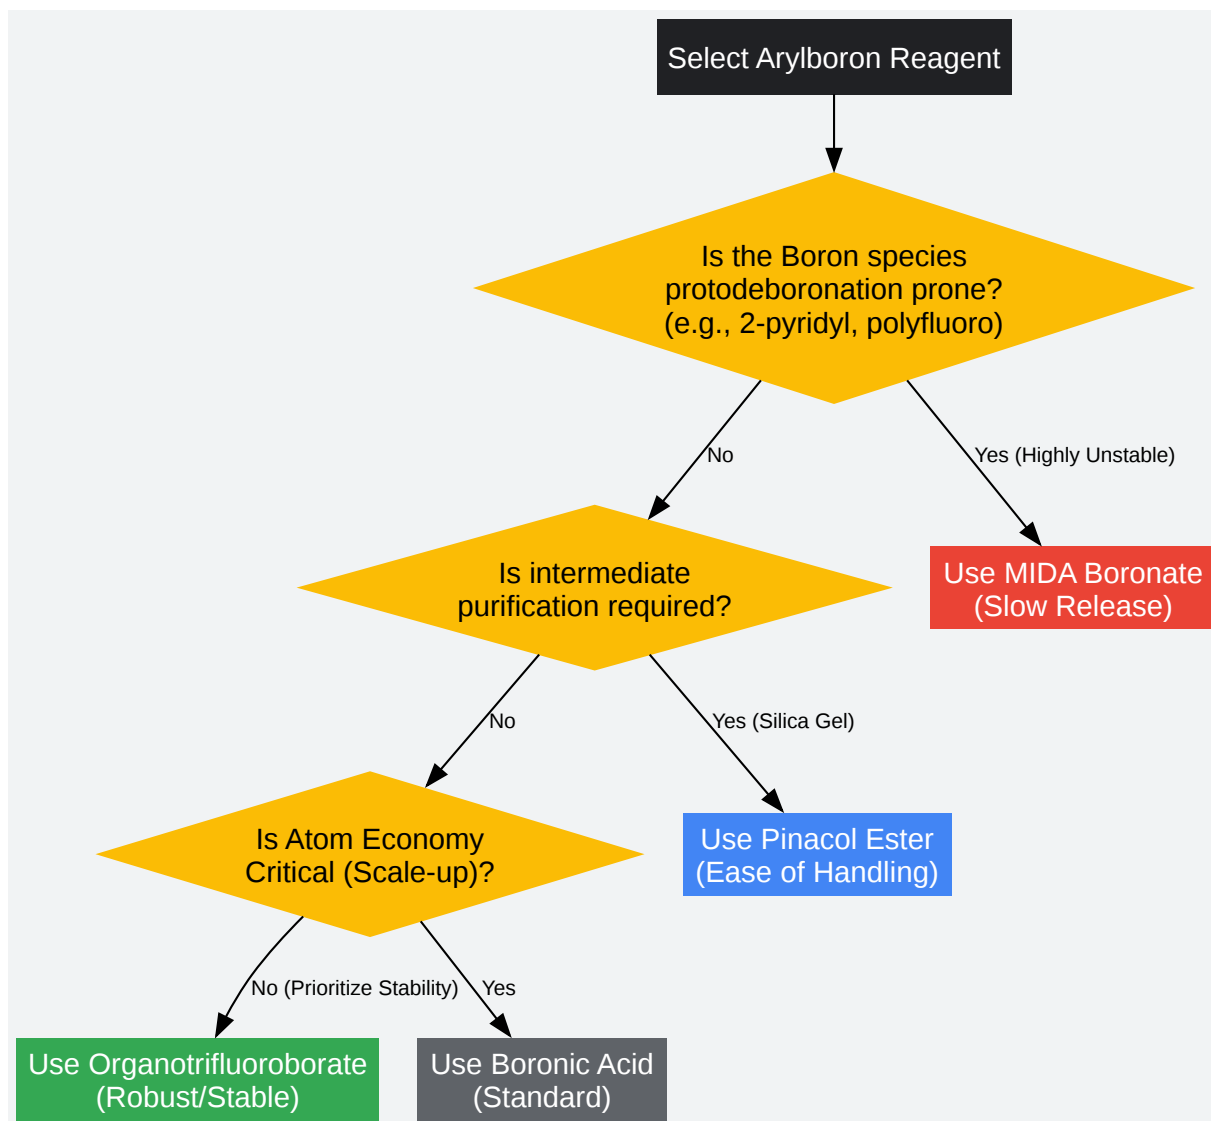 Select Arylboron Reagent
Is the Boron species
protodeboronation prone?
(e.g., 2-pyridyl, polyfluoro)
No
Yes (Highly Unstable)
Is intermediate
purification required?
Use MIDA Boronate
(Slow Release)
No
Yes (Silica Gel)
Is Atom Economy
Critical (Scale-up)?
Use Pinacol Ester
(Ease of Handling)
No (Prioritize Stability)
Yes
Use Organotrifluoroborate
(Robust/Stable)
Use Boronic Acid
(Standard)